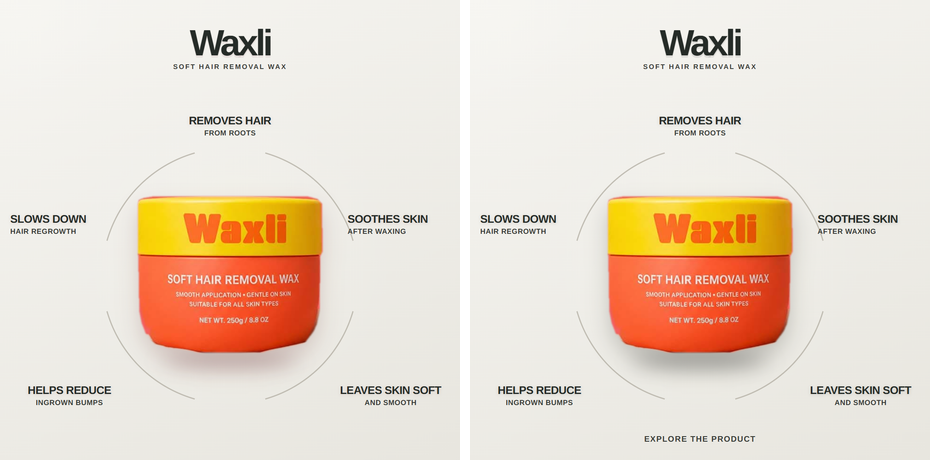 Waxli
SOFT HAIR REMOVAL WAX
REMOVES HAIR
FROM ROOTS
SLOWS DOWN
HAIR REGROWTH
SOOTHES SKIN
AFTER WAXING
Waxli
SOFT HAIR REMOVAL WAX
SMOOTH APPLICATION • GENTLE ON SKIN
SUITABLE FOR ALL SKIN TYPES
NET WT. 250g / 8.8 OZ
HELPS REDUCE
INGROWN BUMPS
LEAVES SKIN SOFT
AND SMOOTH
Waxli
SOFT HAIR REMOVAL WAX
REMOVES HAIR
FROM ROOTS
SLOWS DOWN
HAIR REGROWTH
SOOTHES SKIN
AFTER WAXING
Waxli
SOFT HAIR REMOVAL WAX
SMOOTH APPLICATION • GENTLE ON SKIN
SUITABLE FOR ALL SKIN TYPES
NET WT. 250g / 8.8 OZ
HELPS REDUCE
INGROWN BUMPS
LEAVES SKIN SOFT
AND SMOOTH
EXPLORE THE PRODUCT